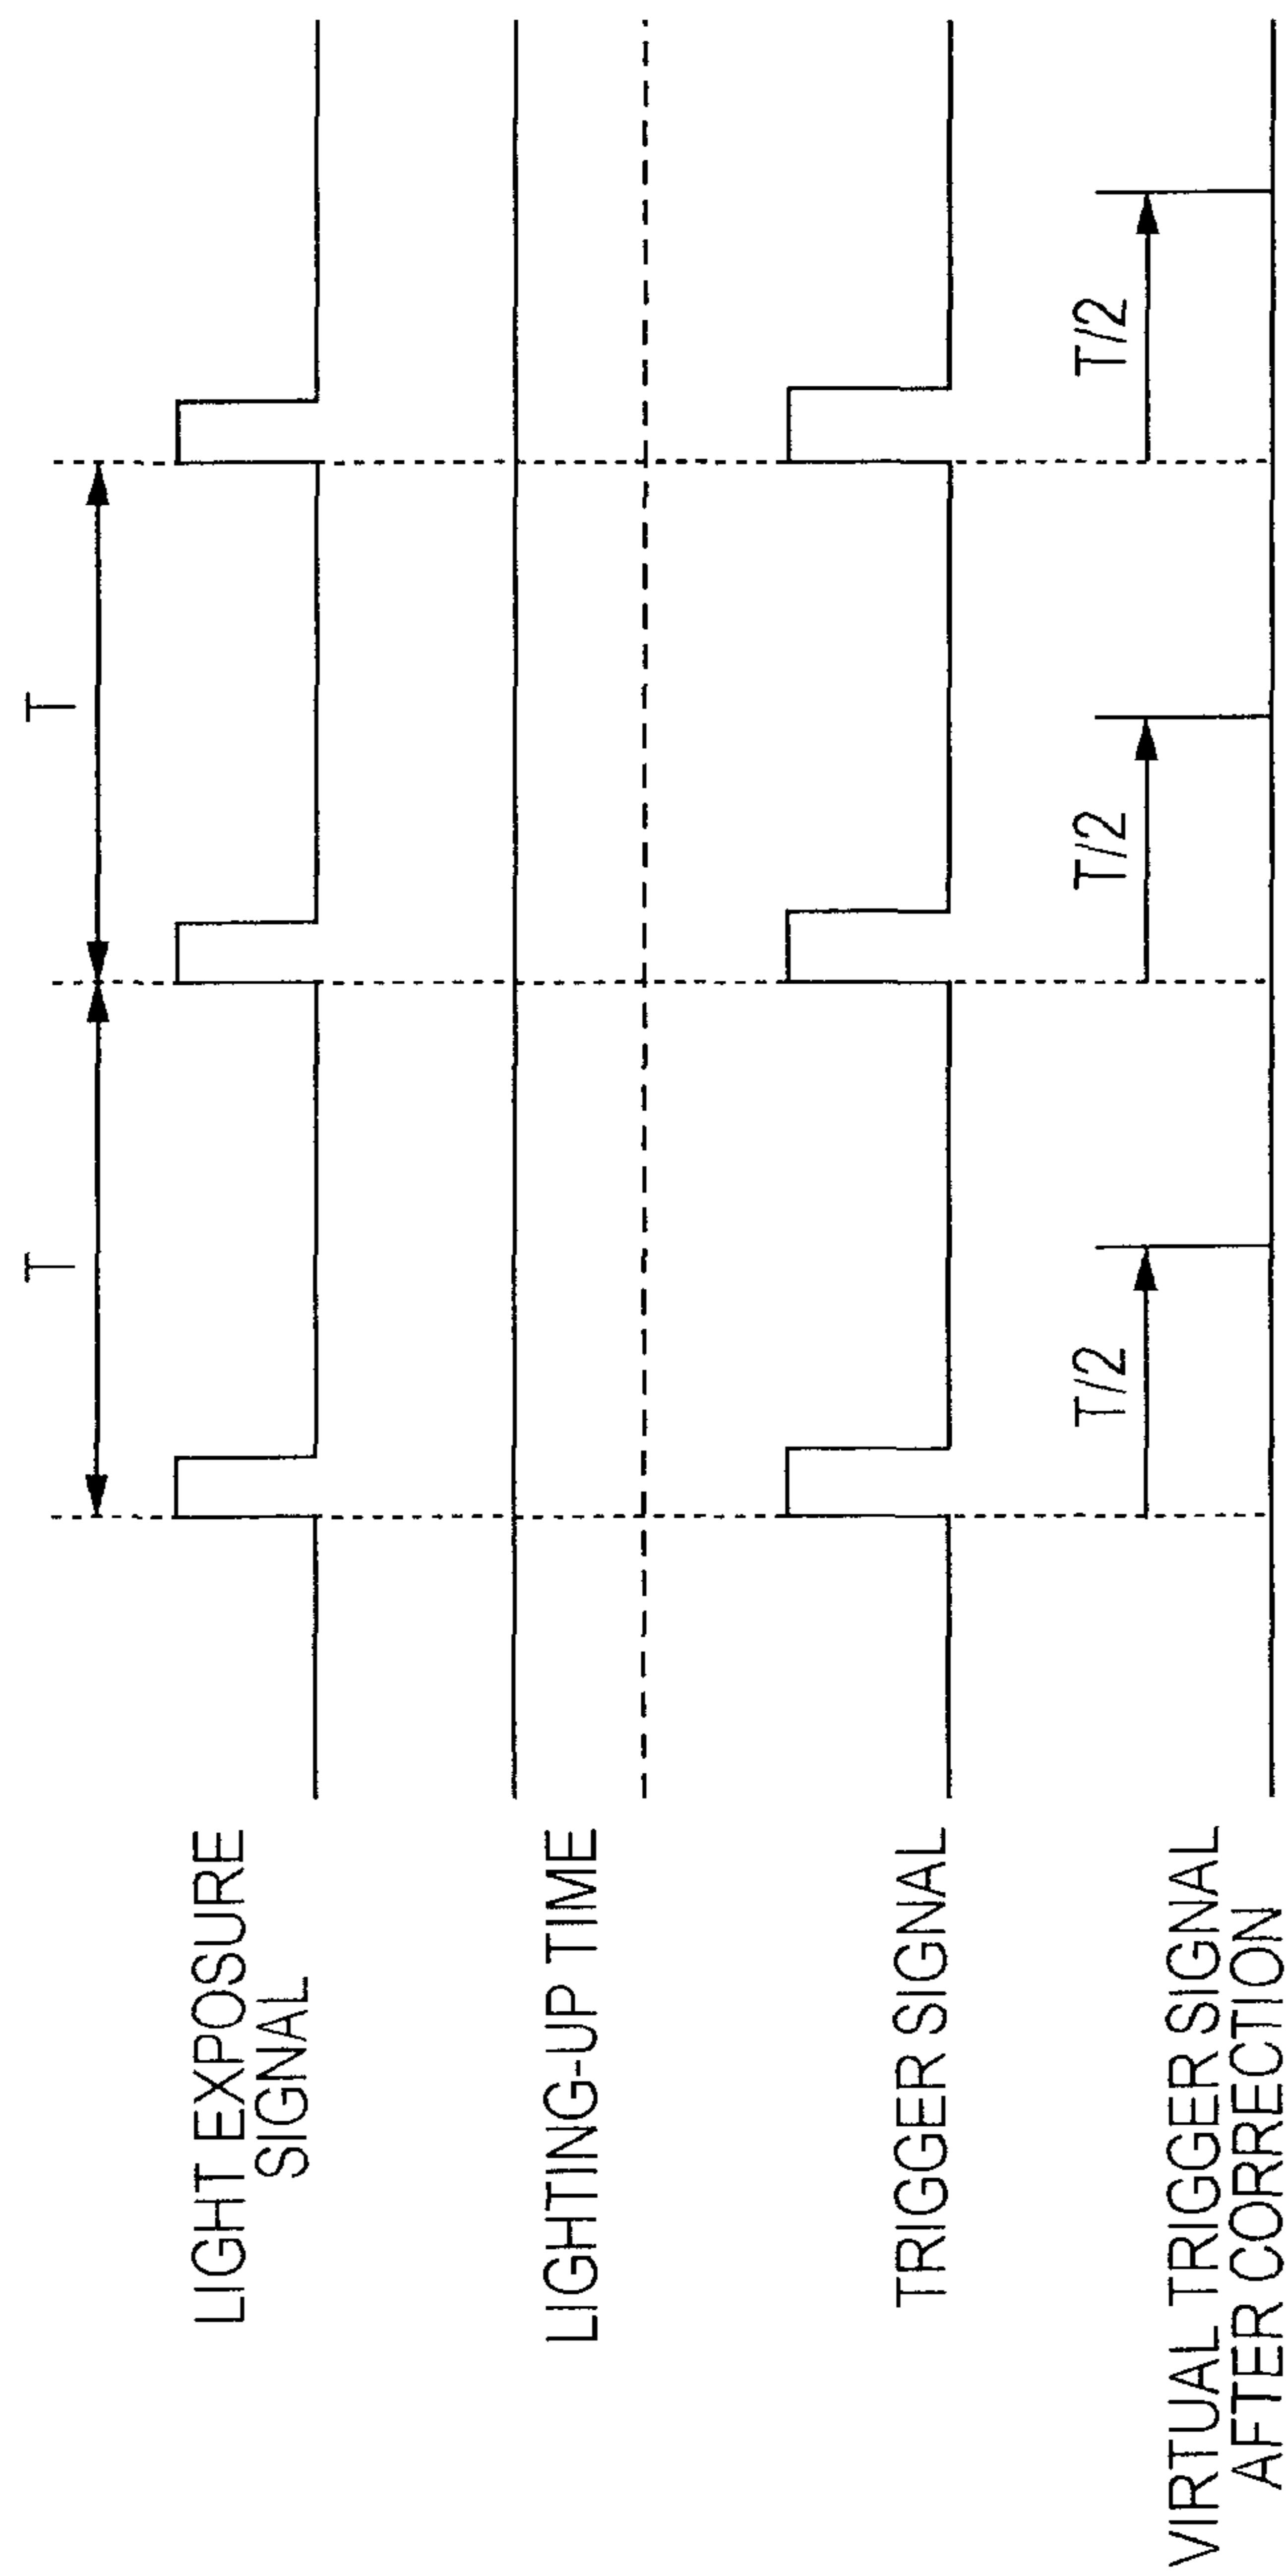 T
T
LIGHT EXPOSURE
SIGNAL
LIGHTING-UP TIME
TRIGGER SIGNAL
T/2
T/2
T/2
VIRTUAL TRIGGER SIGNAL
AFTER CORRECTION